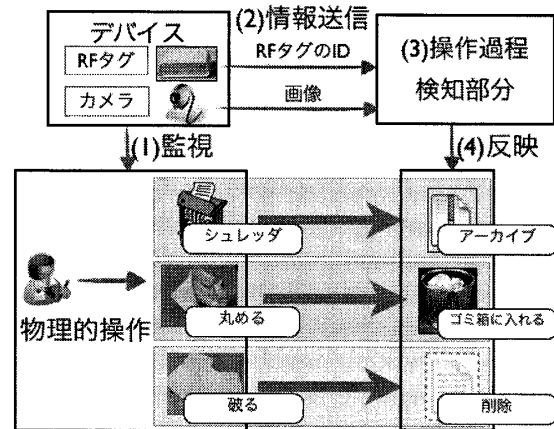 デバイス
(2)情報送信
RFタグ
RFタグのID
カメラ
画像
(3)操作過程
検知部分
(1)監視
(4)反映
シュレッダ
アーカイブ
物理的操作
丸める
ゴミ箱に入れる
破る
削除